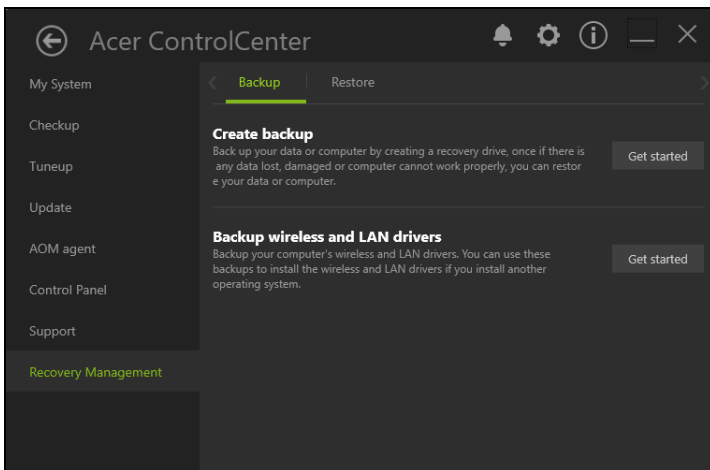 Acer ControlCenter
My System
Checkup
Tuneup
Update
AOM agent
Control Panel
Support
Recovery Management
Backup
Restore
Create backup
Back up your data or computer by creating a recovery drive, once if there is
any data lost, damaged or computer cannot work properly, you can restor
e your data or computer.
Get started
Backup wireless and LAN drivers
Backup your computer's wireless and LAN drivers. You can use these
backups to install the wireless and LAN drivers if you install another
operating system.
Get started